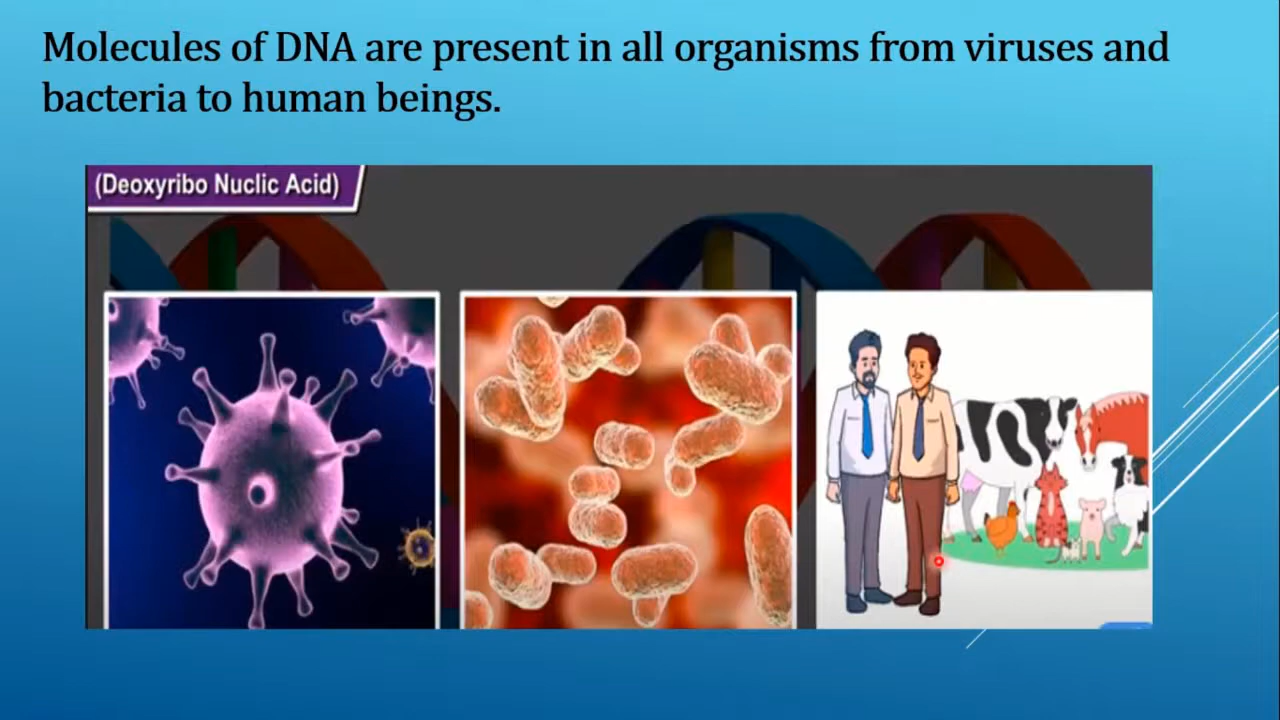 Molecules of DNA are present in all organisms from viruses and
bacteria to human beings.
(Deoxyribo Nuclic Acid)